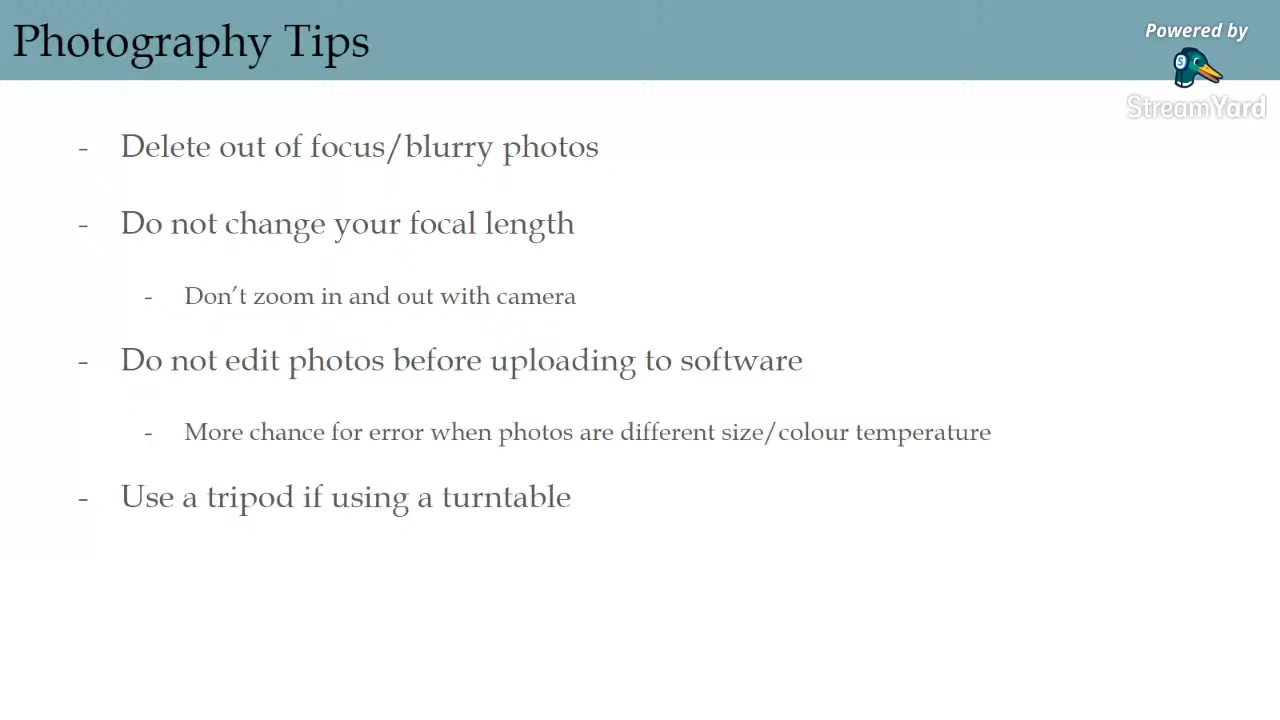 Photography Tips
Powered by
StreamYard
- Delete out of focus/blurry photos
- Do not change your focal length
- Don’t zoom in and out with camera
- Do not edit photos before uploading to software
- More chance for error when photos are different size/colour temperature
- Use a tripod if using a turntable